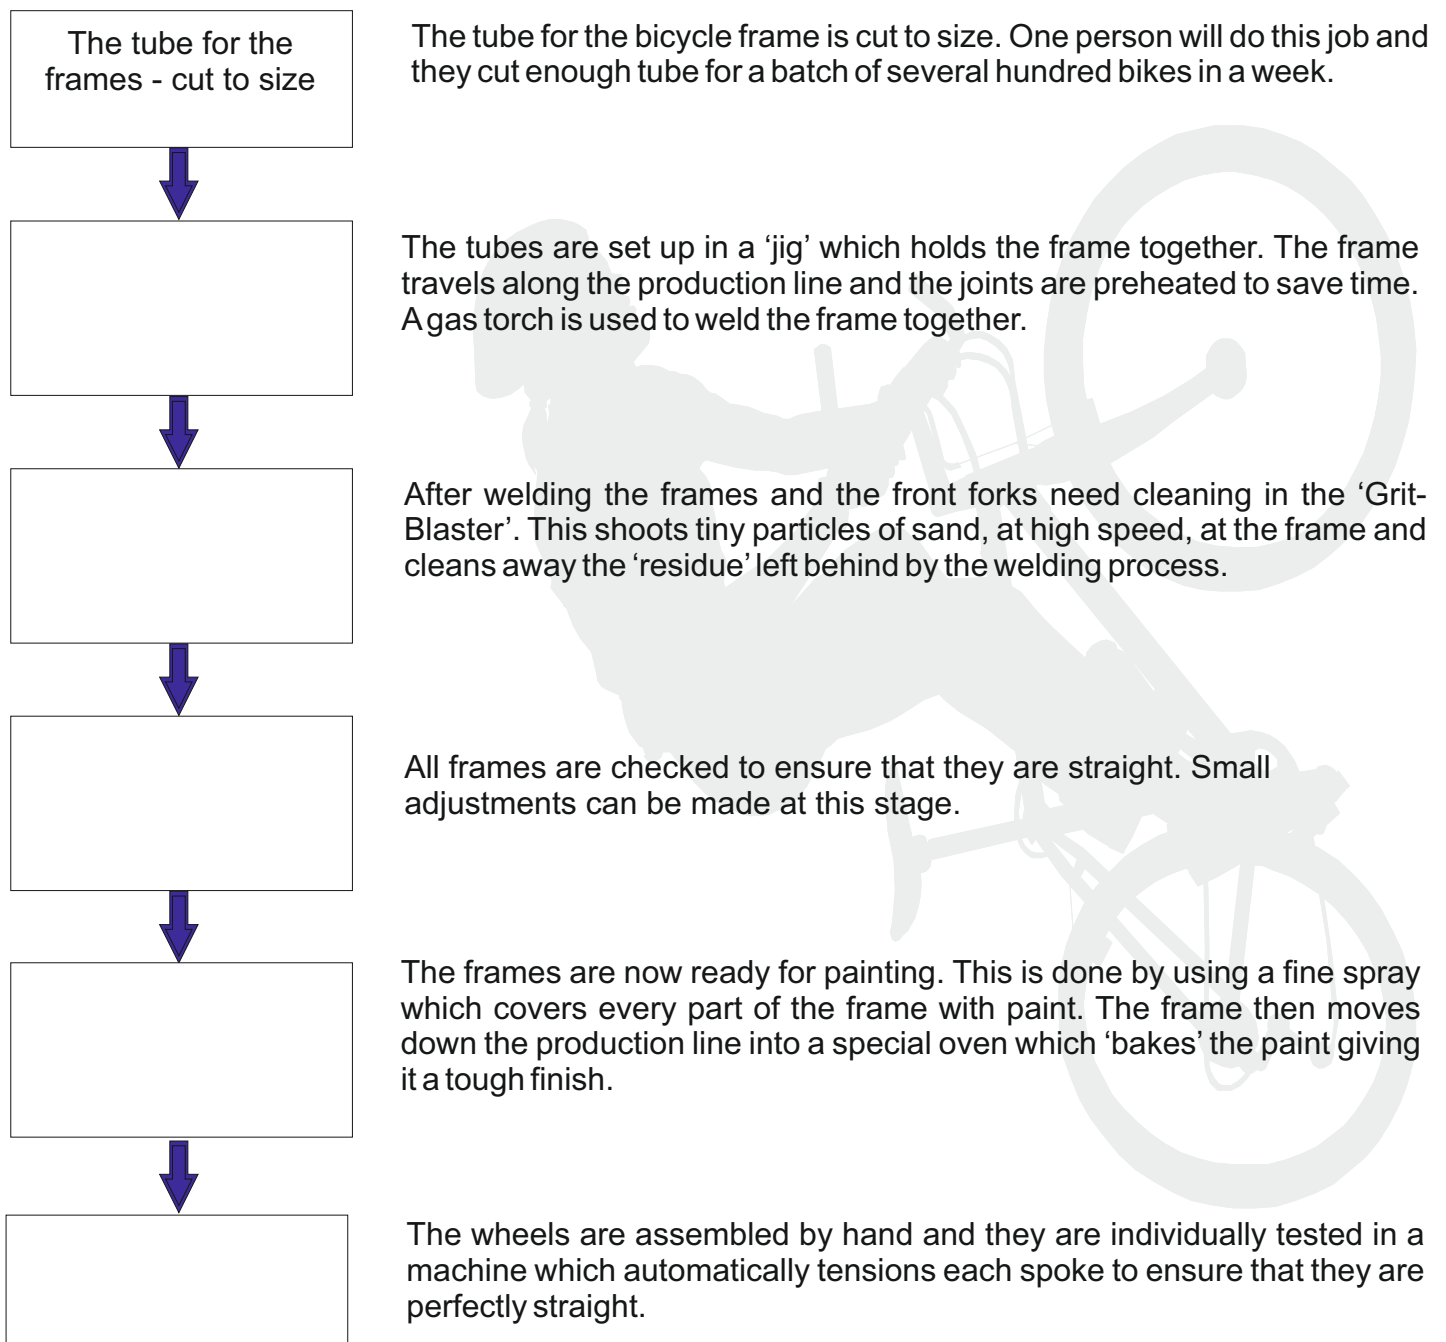 The tube for the
frames - cut to size
The tube for the bicycle frame is cut to size. One person will do this job and
they cut enough tube for a batch of several hundred bikes in a week.
The tubes are set up in a ‘jig’ which holds the frame together. The frame
travels along the production line and the joints are preheated to save time.
A gas torch is used to weld the frame together.
After welding the frames and the front forks need cleaning in the ‘Grit-
Blaster’. This shoots tiny particles of sand, at high speed, at the frame and
cleans away the ‘residue’ left behind by the welding process.
All frames are checked to ensure that they are straight. Small
adjustments can be made at this stage.
The frames are now ready for painting. This is done by using a fine spray
which covers every part of the frame with paint. The frame then moves
down the production line into a special oven which ‘bakes’ the paint giving
it a tough finish.
The wheels are assembled by hand and they are individually tested in a
machine which automatically tensions each spoke to ensure that they are
perfectly straight.